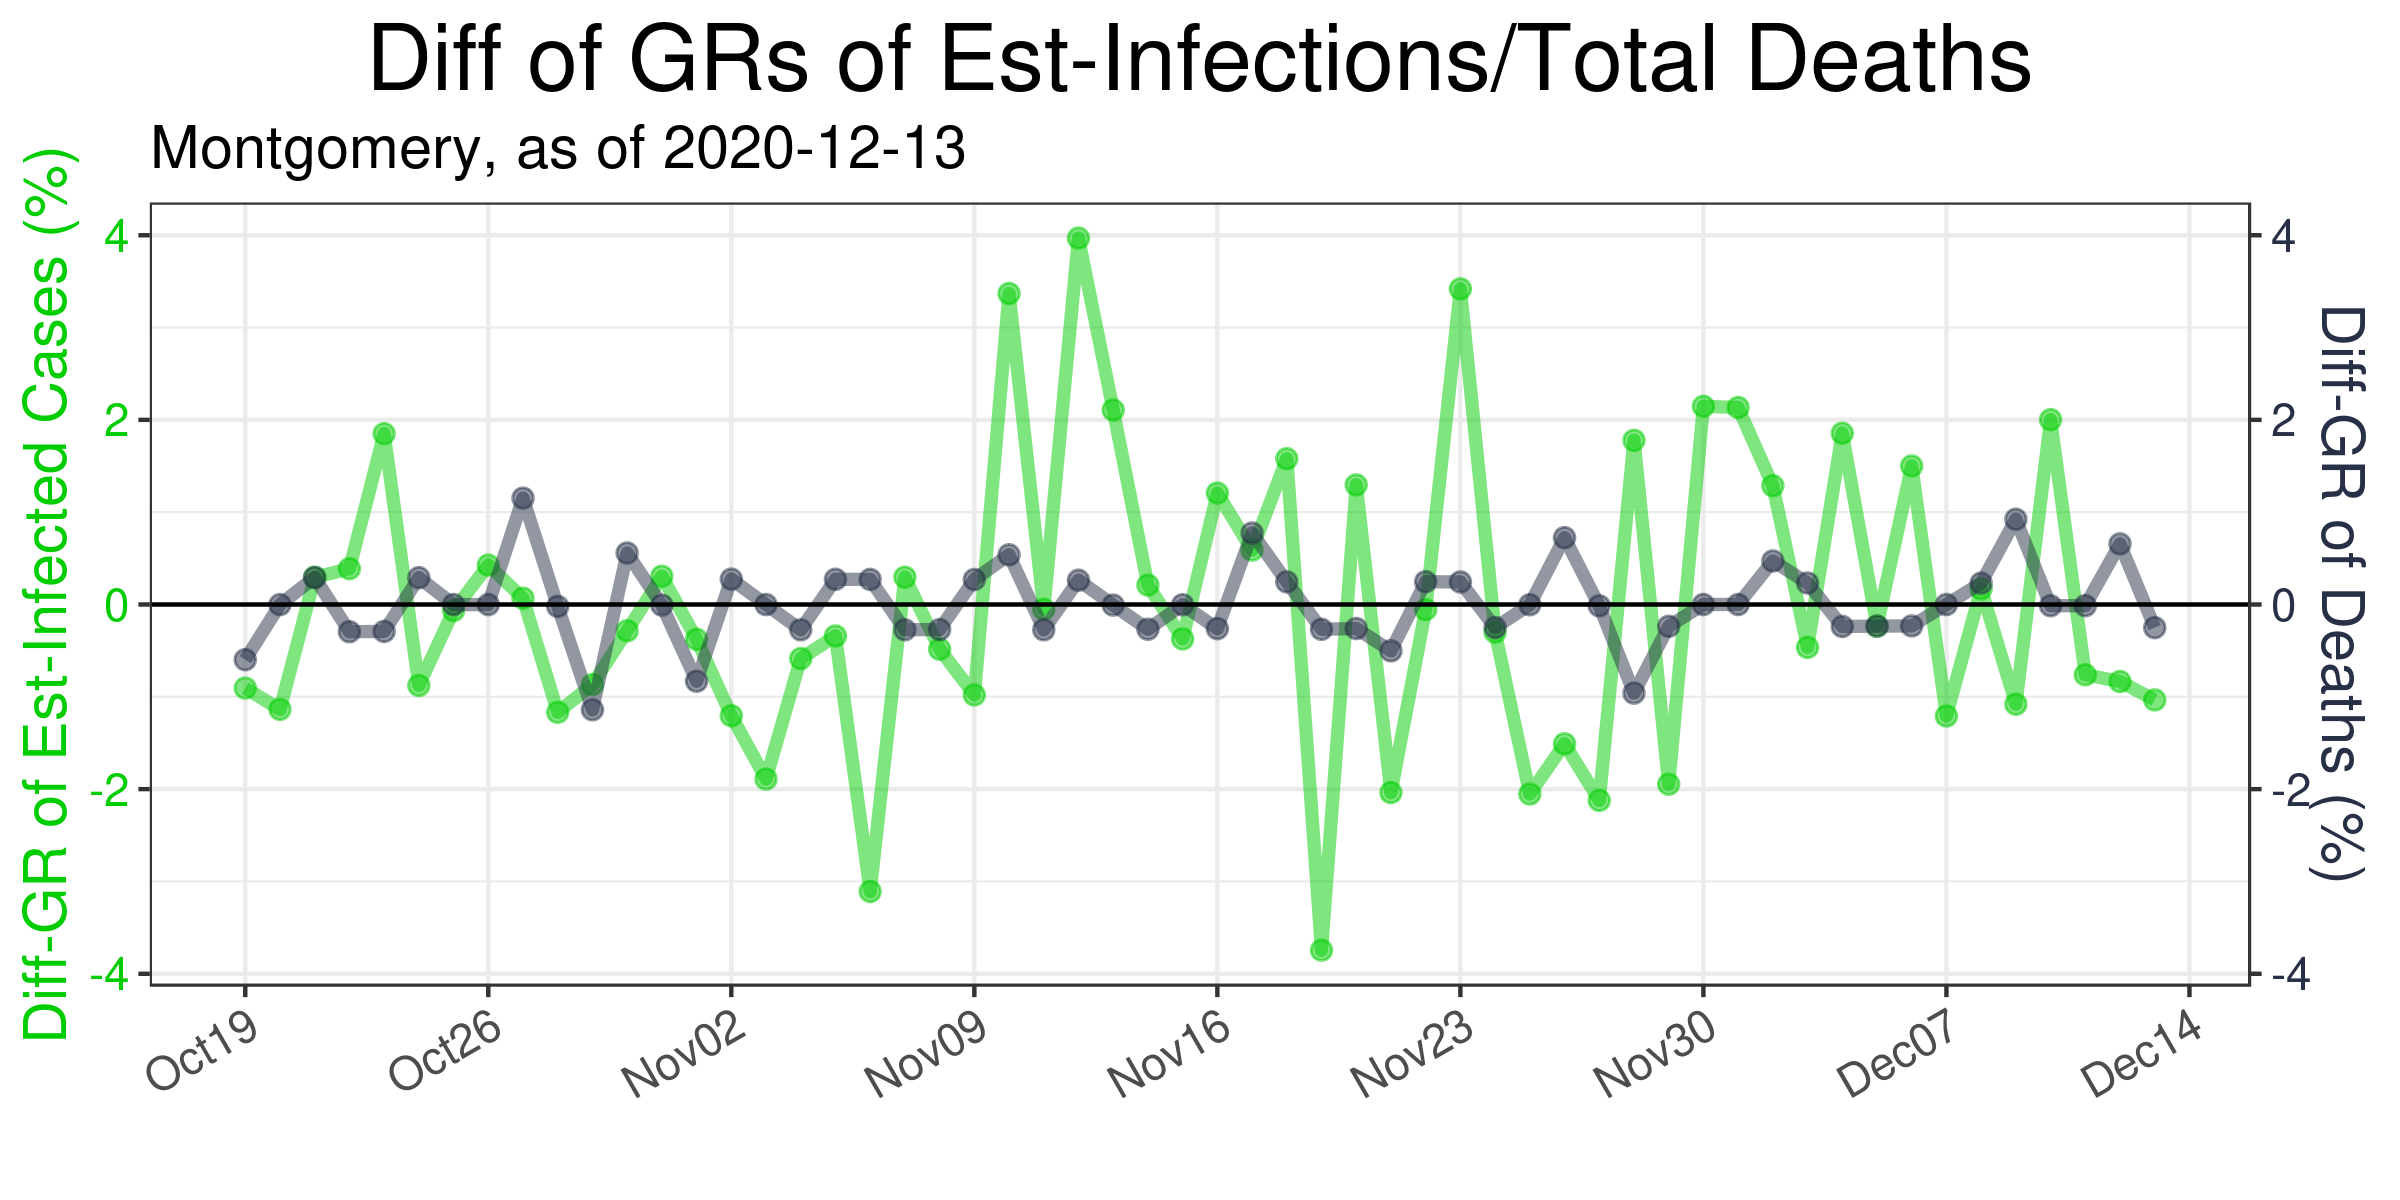 Diff of GRs of Est-Infections/Total Deaths
Montgomery, as of 2020-12-13
Diff-GR of Est-Infected Cases (%)
4
2
0
-2
-4
4
2
0
-2
-4
Diff-GR of Deaths (%)
Oct19
Oct26
Nov02
Nov09
Nov16
Nov23
Nov30
Dec07
Dec14